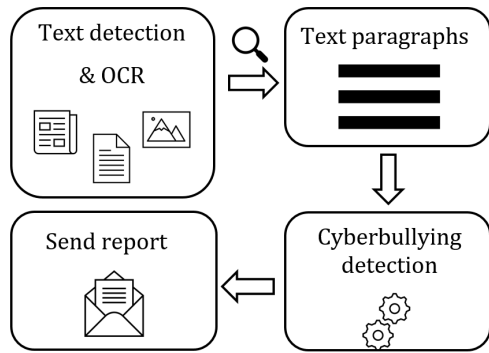 Text detection
& OCR
Text paragraphs
Cyberbullying
detection
Send report